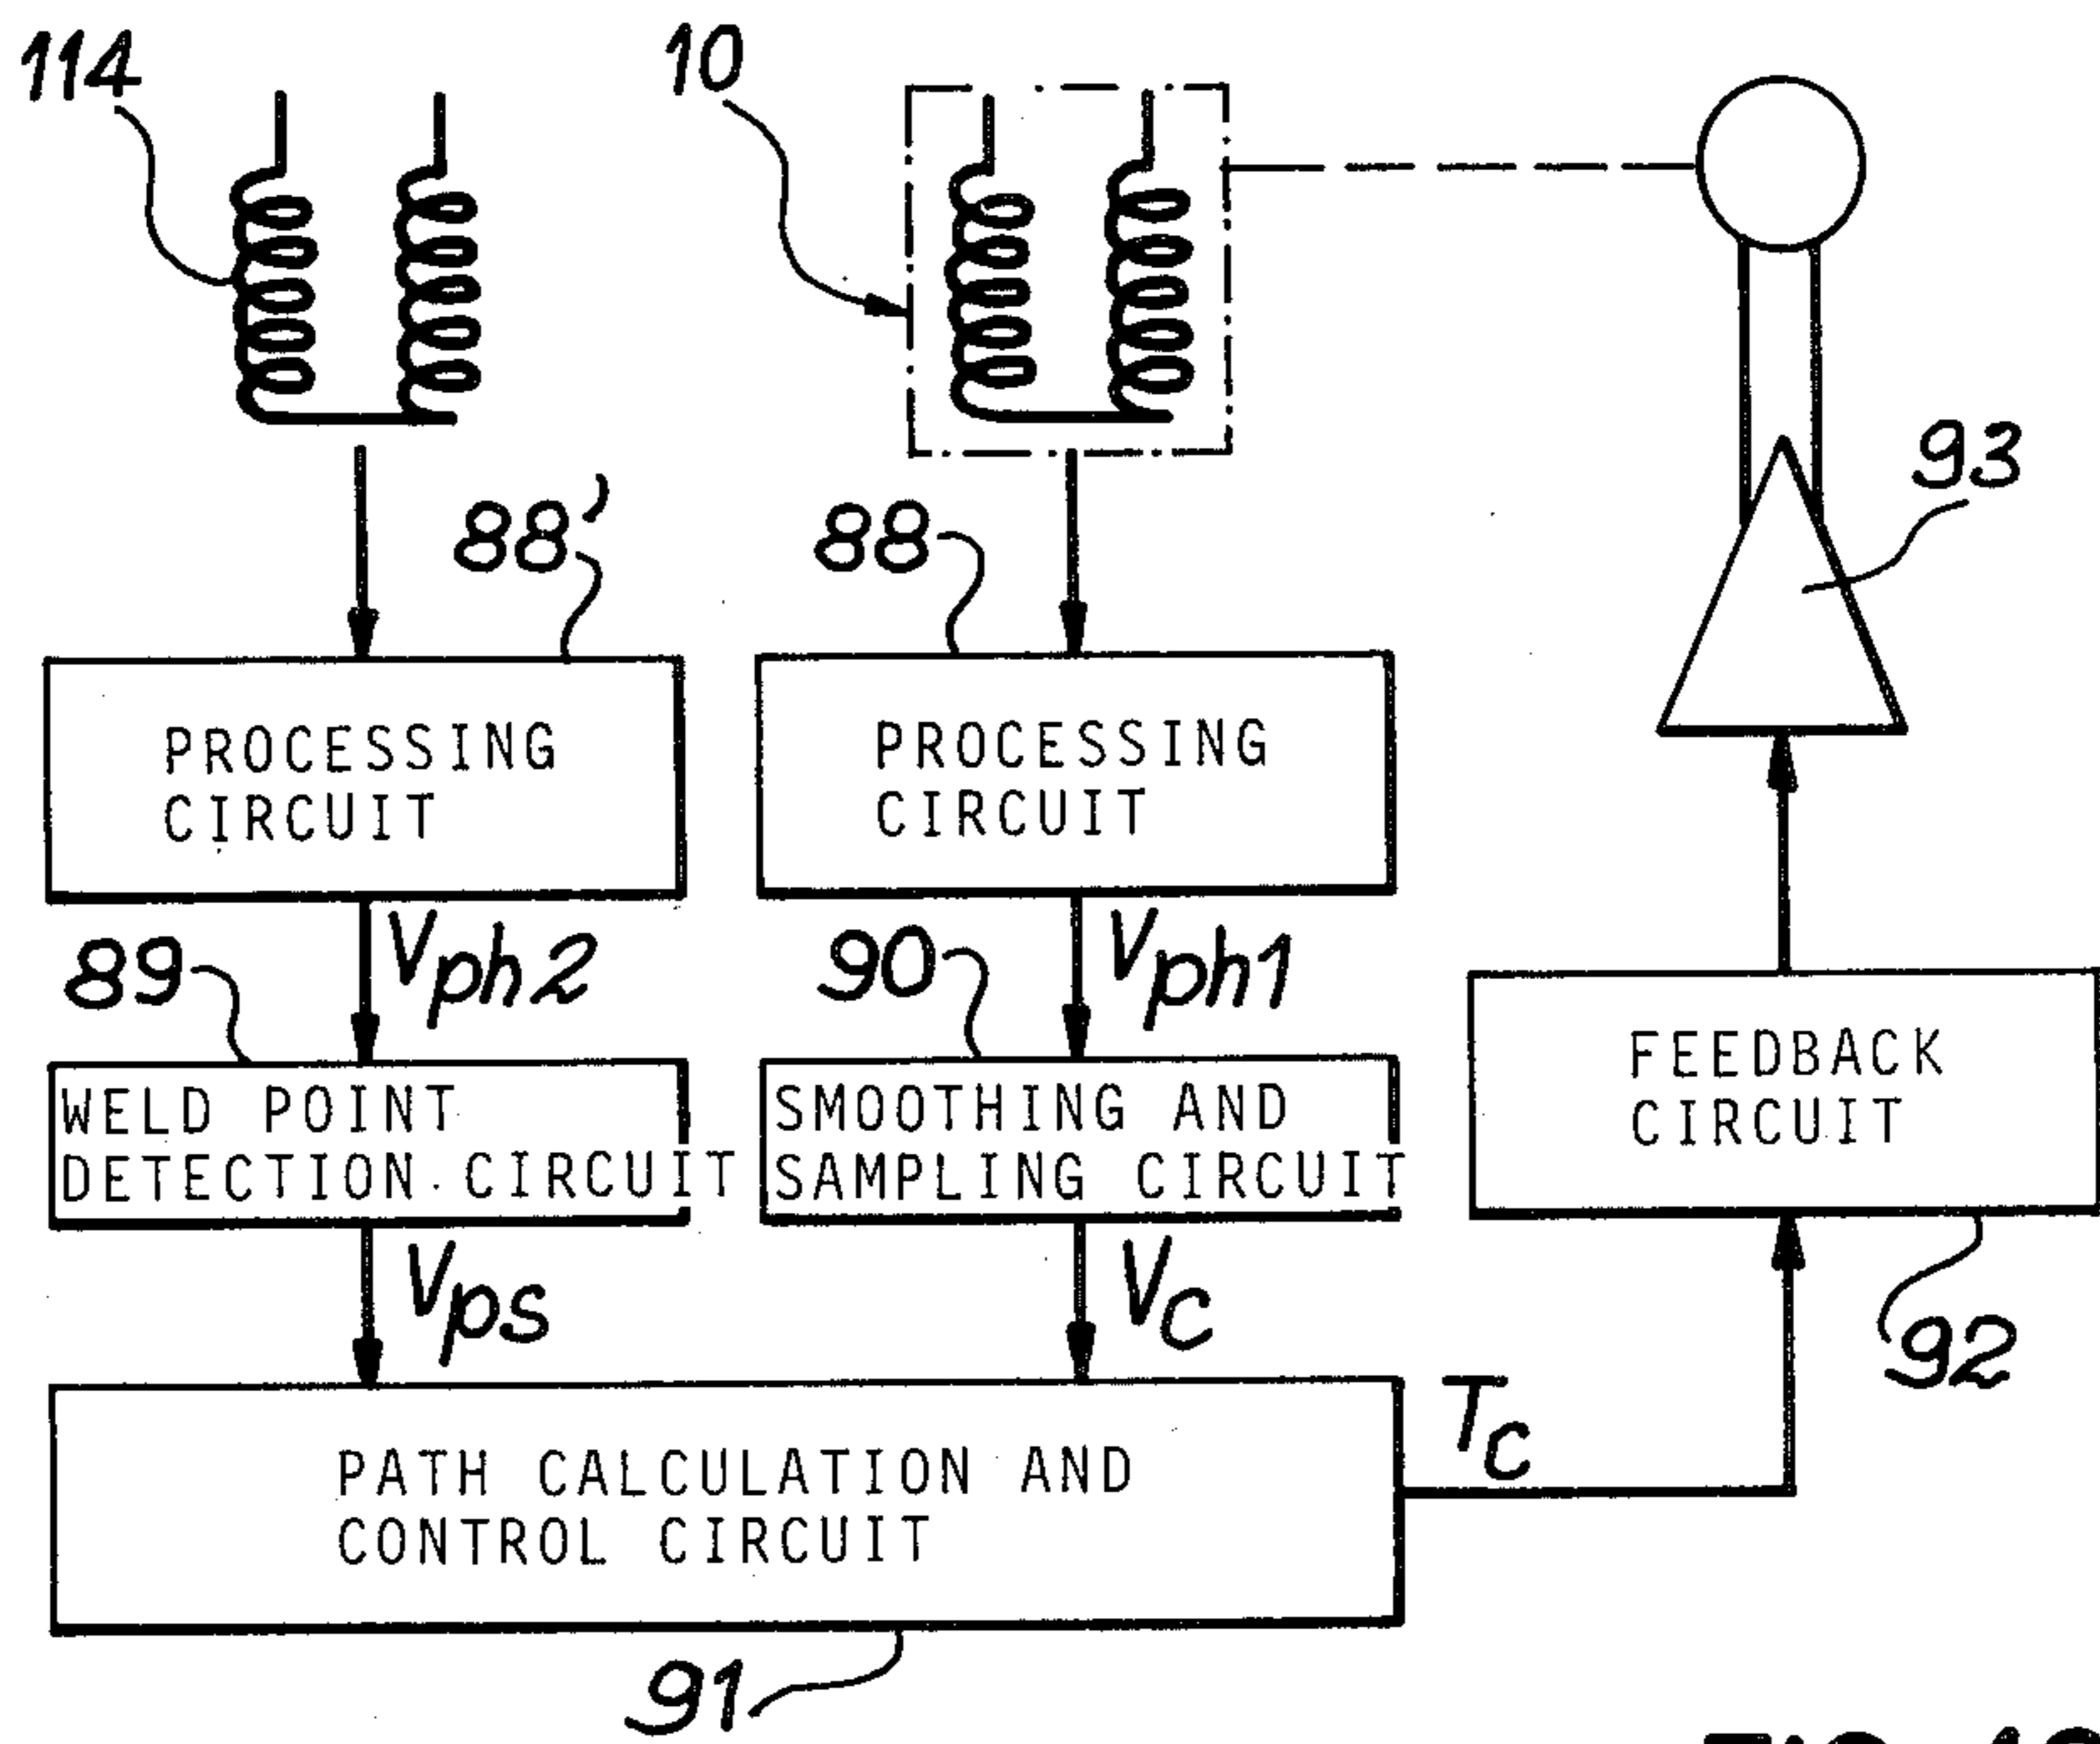 114
10
93
88'
88
PROCESSING
CIRCUIT
PROCESSING
CIRCUIT
89
Vph2
90
Vph1
FEEDBACK
CIRCUIT
WELD POINT
DETECTION CIRCUIT
SMOOTHING AND
SAMPLING CIRCUIT
Vps
Vc
92
Tc
PATH CALCULATION AND
CONTROL CIRCUIT
91